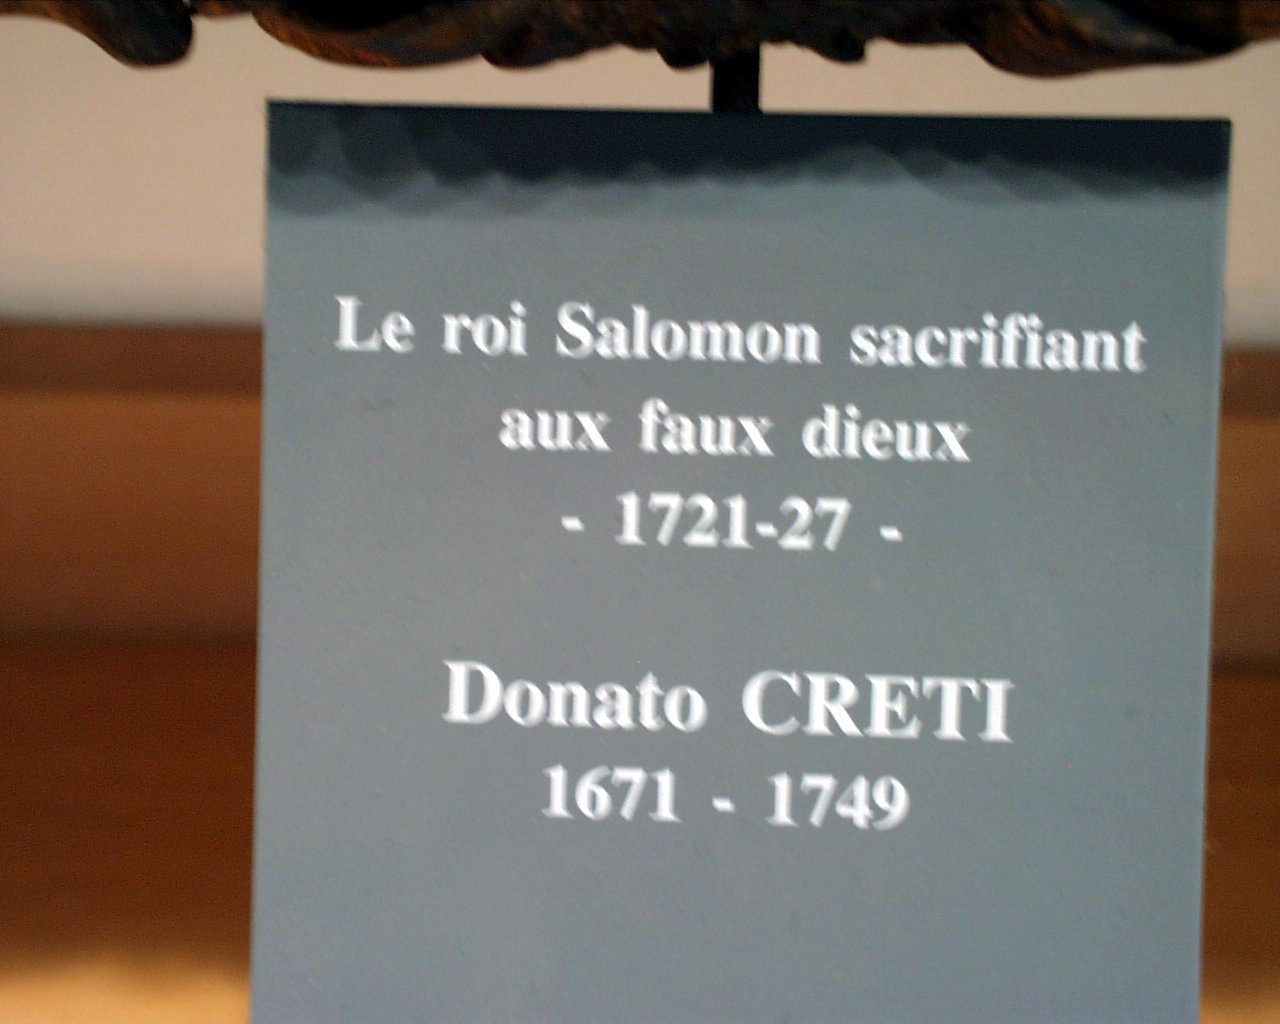 Le roi Salomon sacrifiant
aux faux dieux
- 1721-27 -
Donato CRETI
1671 - 1749